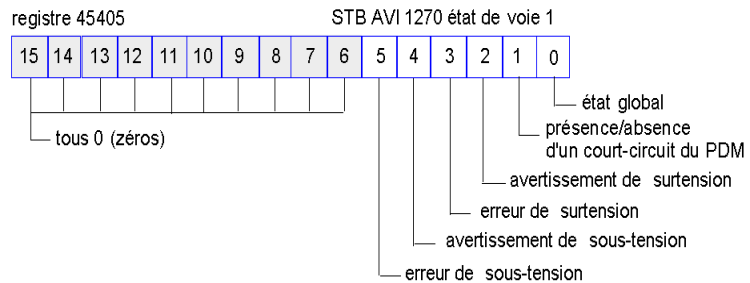 registre 45405
STB AVI 1270 état de voie 1
15 14 13 12 11 10 9 8 7 6 5 4 3 2 1 0
état global
tous 0 (zéros)
présence/absence
d'un court-circuit du PDM
avertissement de surtension
erreur de surtension
avertissement de sous-tension
erreur de sous-tension